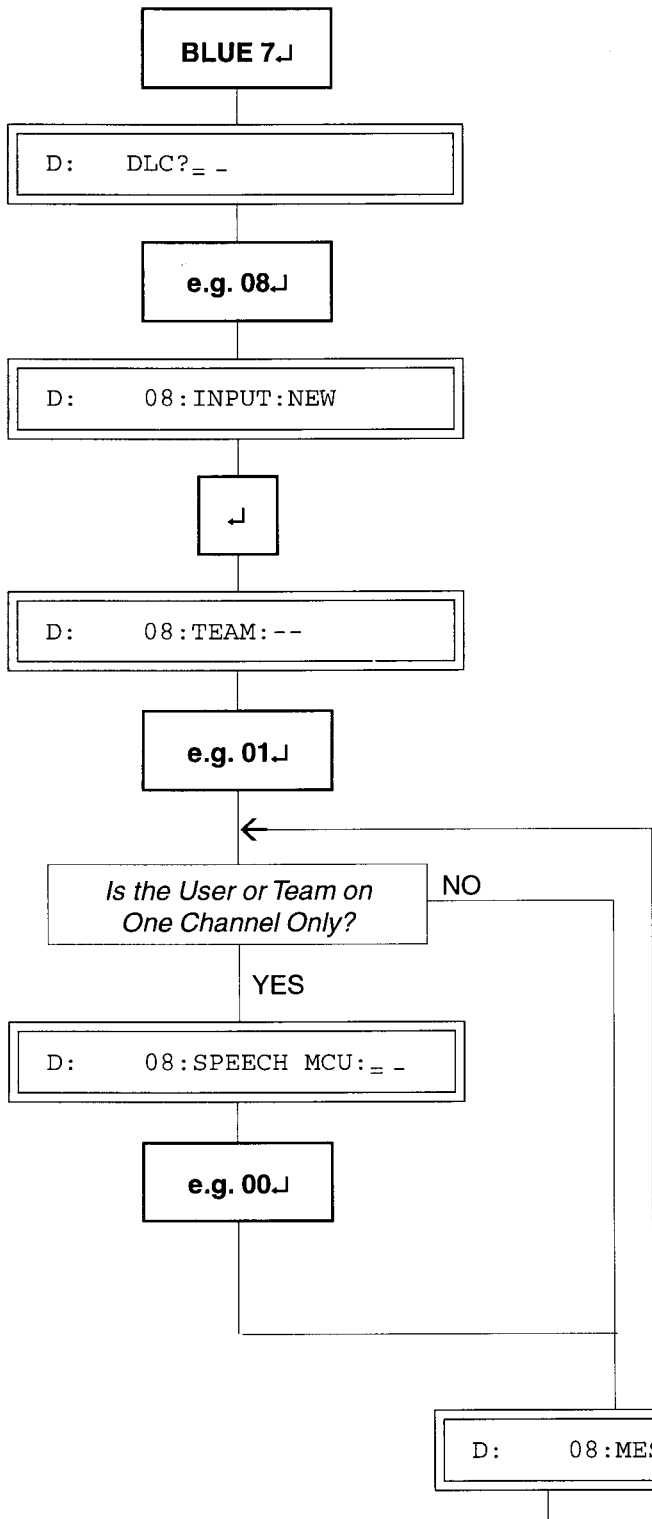 BLUE 7↵
D: DLC?_ _
e.g. 08↵
D: 08:INPUT:NEW
↵
D: 08:TEAM:--
e.g. 01↵
Is the User or Team on
One Channel Only?
NO
YES
D: 08:SPEECH MCU:_ _
e.g. 00↵
D: 08: